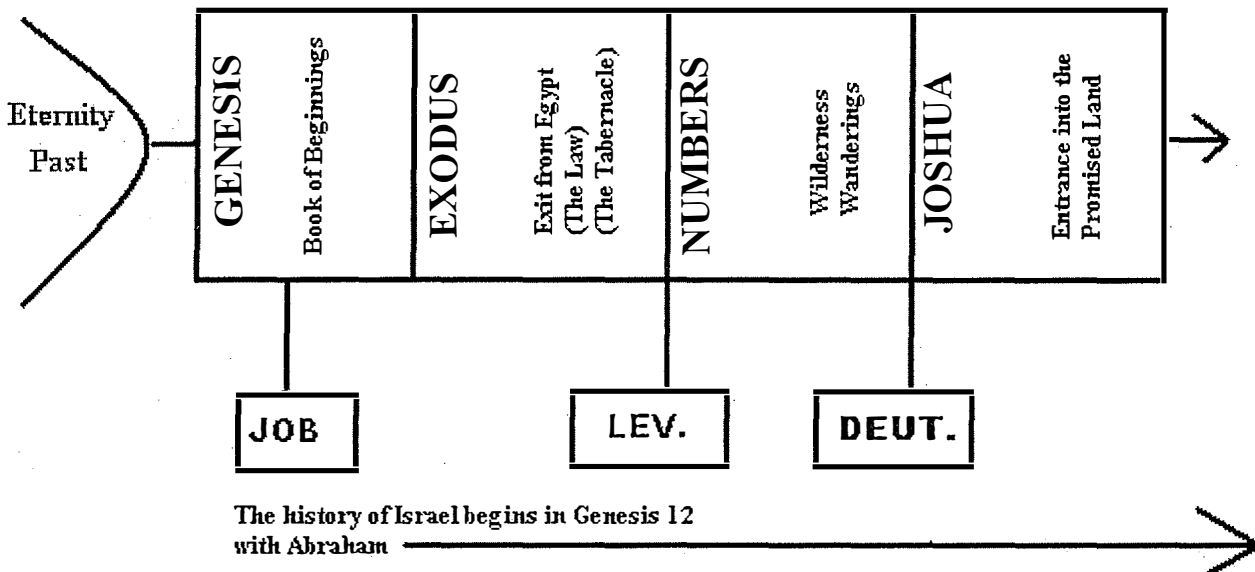 Eternity
Past
GENESIS
Book of Beginnings
EXODUS
Exit from Egypt
(The Law)
(The Tabernacle)
NUMBERS
Wilderness
Wanderings
JOSHUA
Entrance into the
Promised Land
JOB
LEV.
DEUT.
The history of Israel begins in Genesis 12
with Abraham